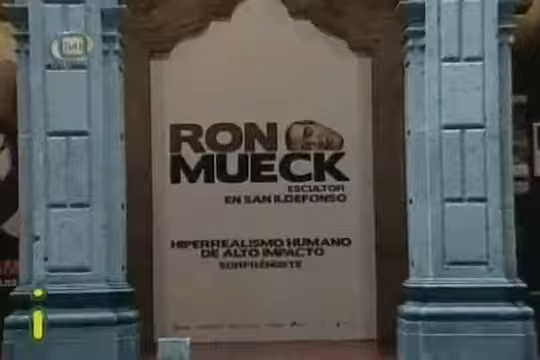 RON
MUECK
ESCULTOR
EN SAN ILDEFONSO
HIPERREALISMO HUMANO
DE ALTO IMPACTO
SORPRÉNDETE